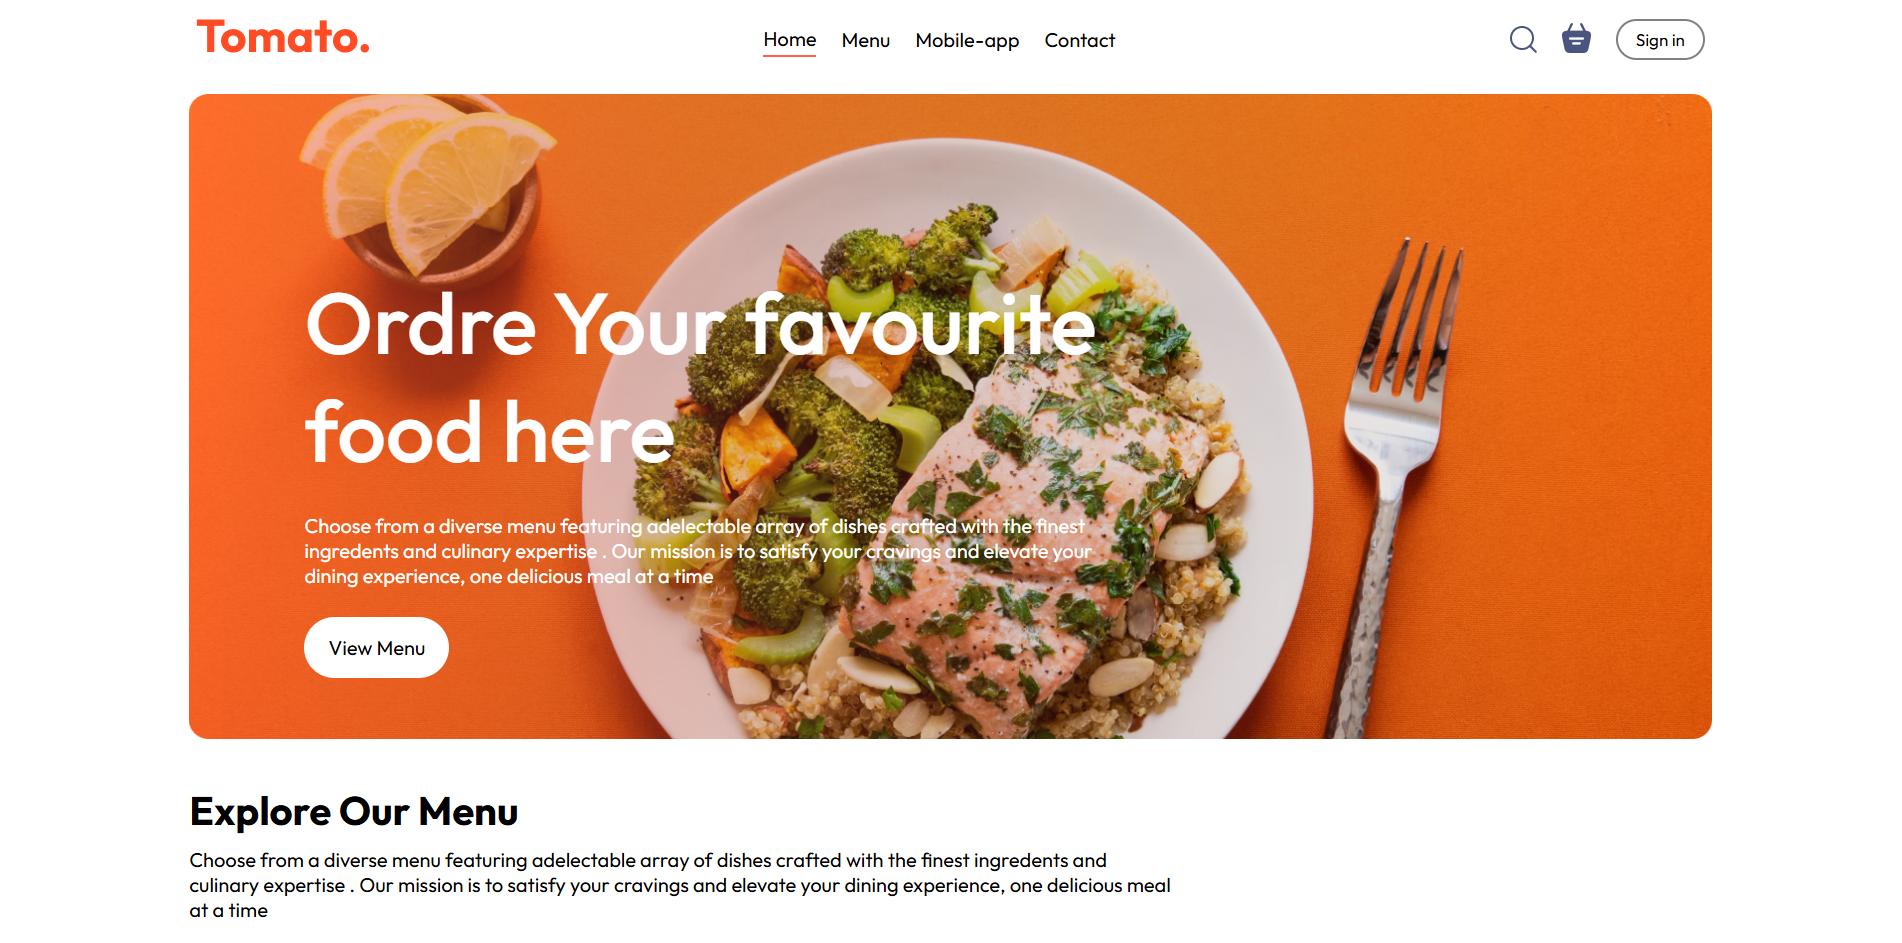 Tomato.
Home Menu Mobile-app Contact
Sign in
Ordre Your favourite
food here
Choose from a diverse menu featuring adelectable array of dishes crafted with the finest
ingredients and culinary expertise . Our mission is to satisfy your cravings and elevate your
dining experience, one delicious meal at a time
View Menu
Explore Our Menu
Choose from a diverse menu featuring adelectable array of dishes crafted with the finest ingredients and
culinary expertise . Our mission is to satisfy your cravings and elevate your dining experience, one delicious meal
at a time